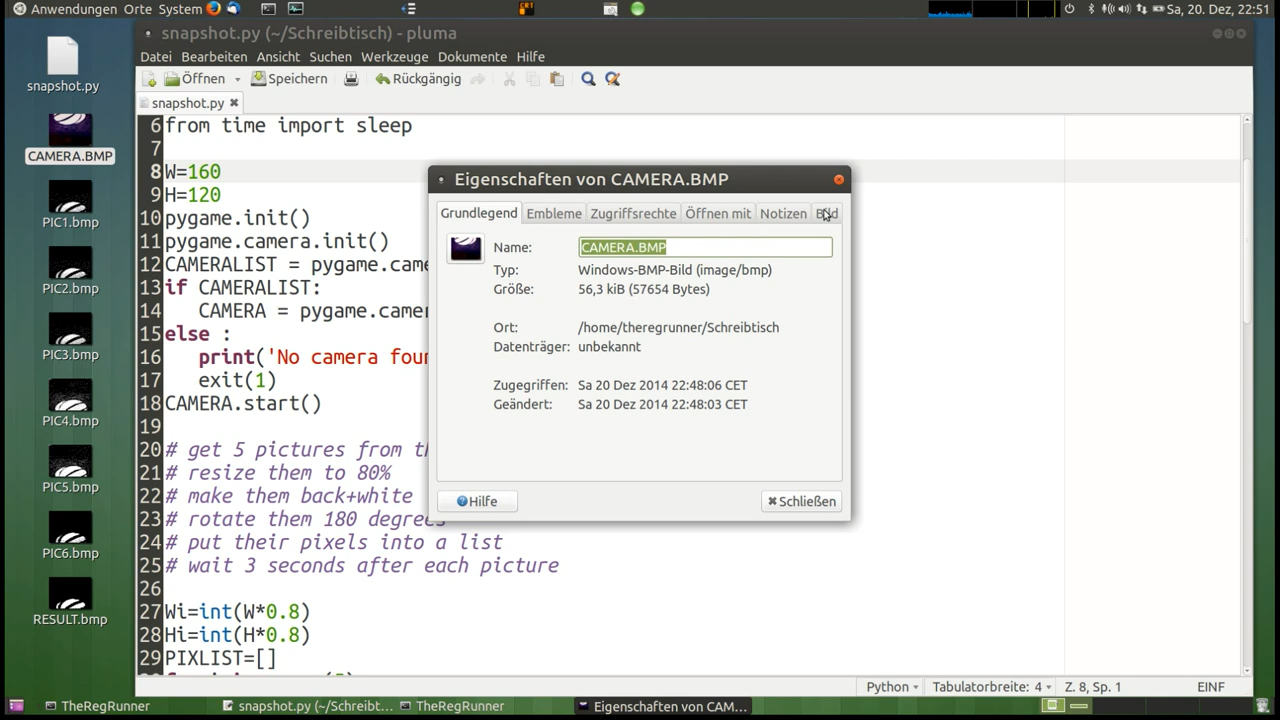 Anwendungen Orte System
CRT
Sa, 20. Dez, 22:51
snapshot.py (~/Schreibtisch) - pluma
Datei Bearbeiten Ansicht Suchen Werkzeuge Dokumente Hilfe
Öffnen Speichern Rückgängig
snapshot.py
6 from time import sleep
7
8 W=160
9 H=120
10 pygame.init()
11 pygame.camera.init()
12 CAMERALIST = pygame.came
13 if CAMERALIST:
14 CAMERA = pygame.camer
15 else :
16 print('No camera foun
17 exit(1)
18 CAMERA.start()
19
20 # get 5 pictures from th
21 # resize them to 80%
22 # make them back+white
23 # rotate them 180 degrees
24 # put their pixels into a list
25 # wait 3 seconds after each picture
26
27 Wi=int(W*0.8)
28 Hi=int(H*0.8)
29 PIXLIST=[]
snapshot.py
CAMERA.BMP
PIC1.bmp
PIC2.bmp
PIC3.bmp
PIC4.bmp
PIC5.bmp
PIC6.bmp
RESULT.bmp
Eigenschaften von CAMERA.BMP
Grundlegend Embleme Zugriffsrechte Öffnen mit Notizen Bild
Name: CAMERA.BMP
Typ: Windows-BMP-Bild (image/bmp)
Größe: 56,3 kiB (57654 Bytes)
Ort: /home/theregrunner/Schreibtisch
Datenträger: unbekannt
Zugegriffen: Sa 20 Dez 2014 22:48:06 CET
Geändert: Sa 20 Dez 2014 22:48:03 CET
Hilfe Schließen
Python Tabulatorbreite: 4 Z. 8, Sp. 1 EINF
TheRegRunner snapshot.py (~/Schreibt... TheRegRunner Eigenschaften von CAM...